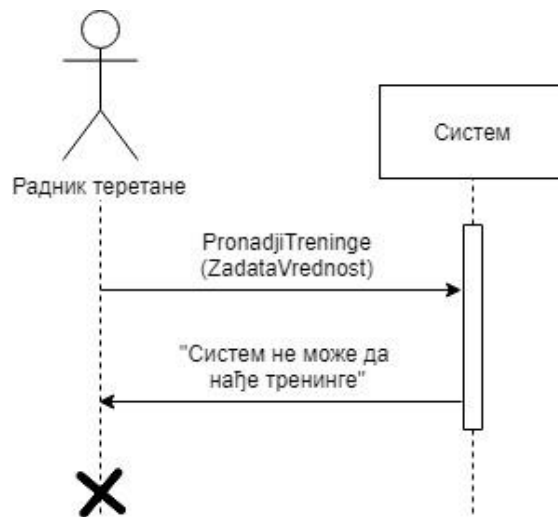 Систем
Радник теретане
PronadjiTreninge
(ZadataVrednost)
"Систем не може да
нађе тренинге"